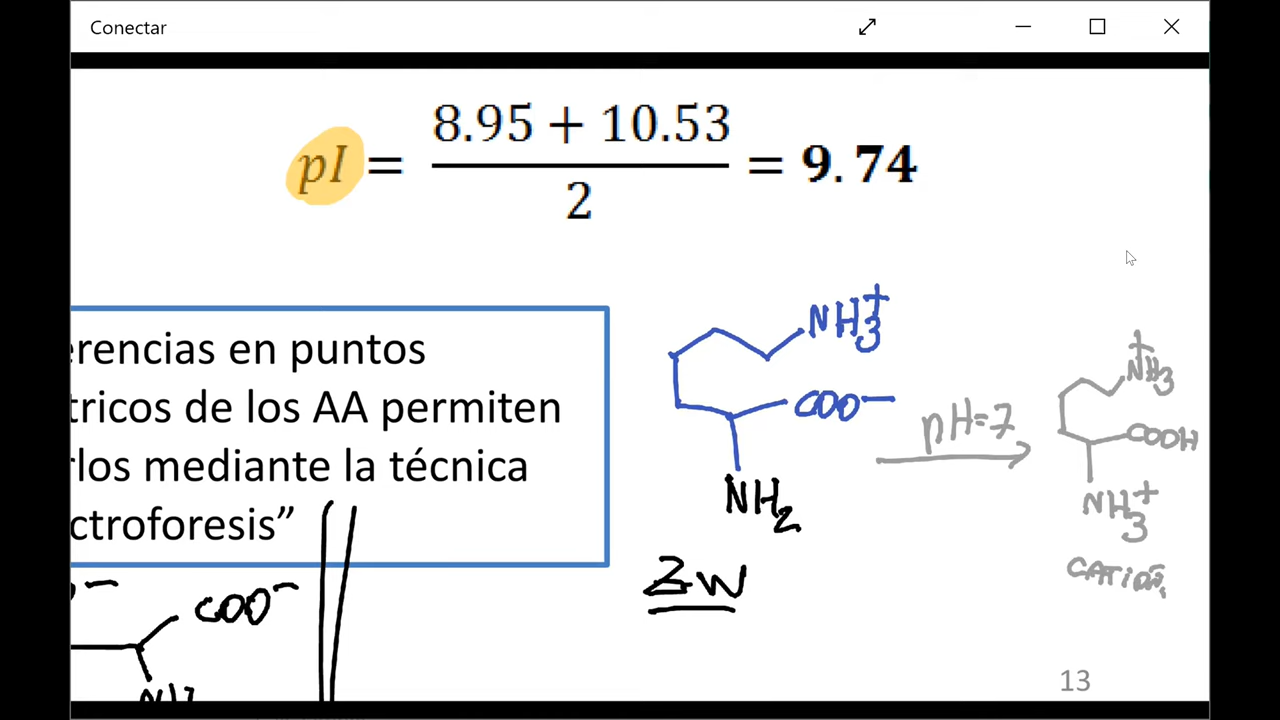 Conectar
pI = 8.95 + 10.53 / 2 = 9.74
erencias en puntos
tricos de los AA permiten
rlos mediante la técnica
ctroforesis”
NH3+
COO−
NH2
ZW
pH=7
+
NH3
COOH
NH3+
CATión
−
COO−
13